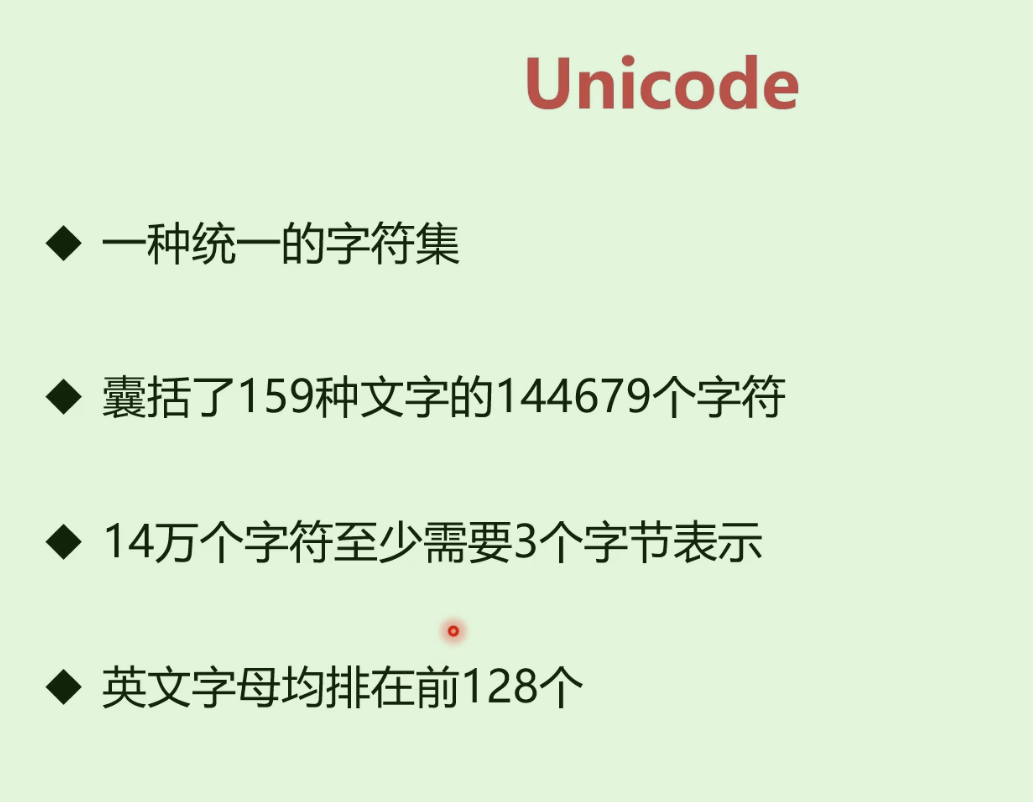 Unicode
◆ 一种统一的字符集
◆ 囊括了159种文字的144679个字符
◆ 14万个字符至少需要3个字节表示
◆ 英文字母均排在前128个